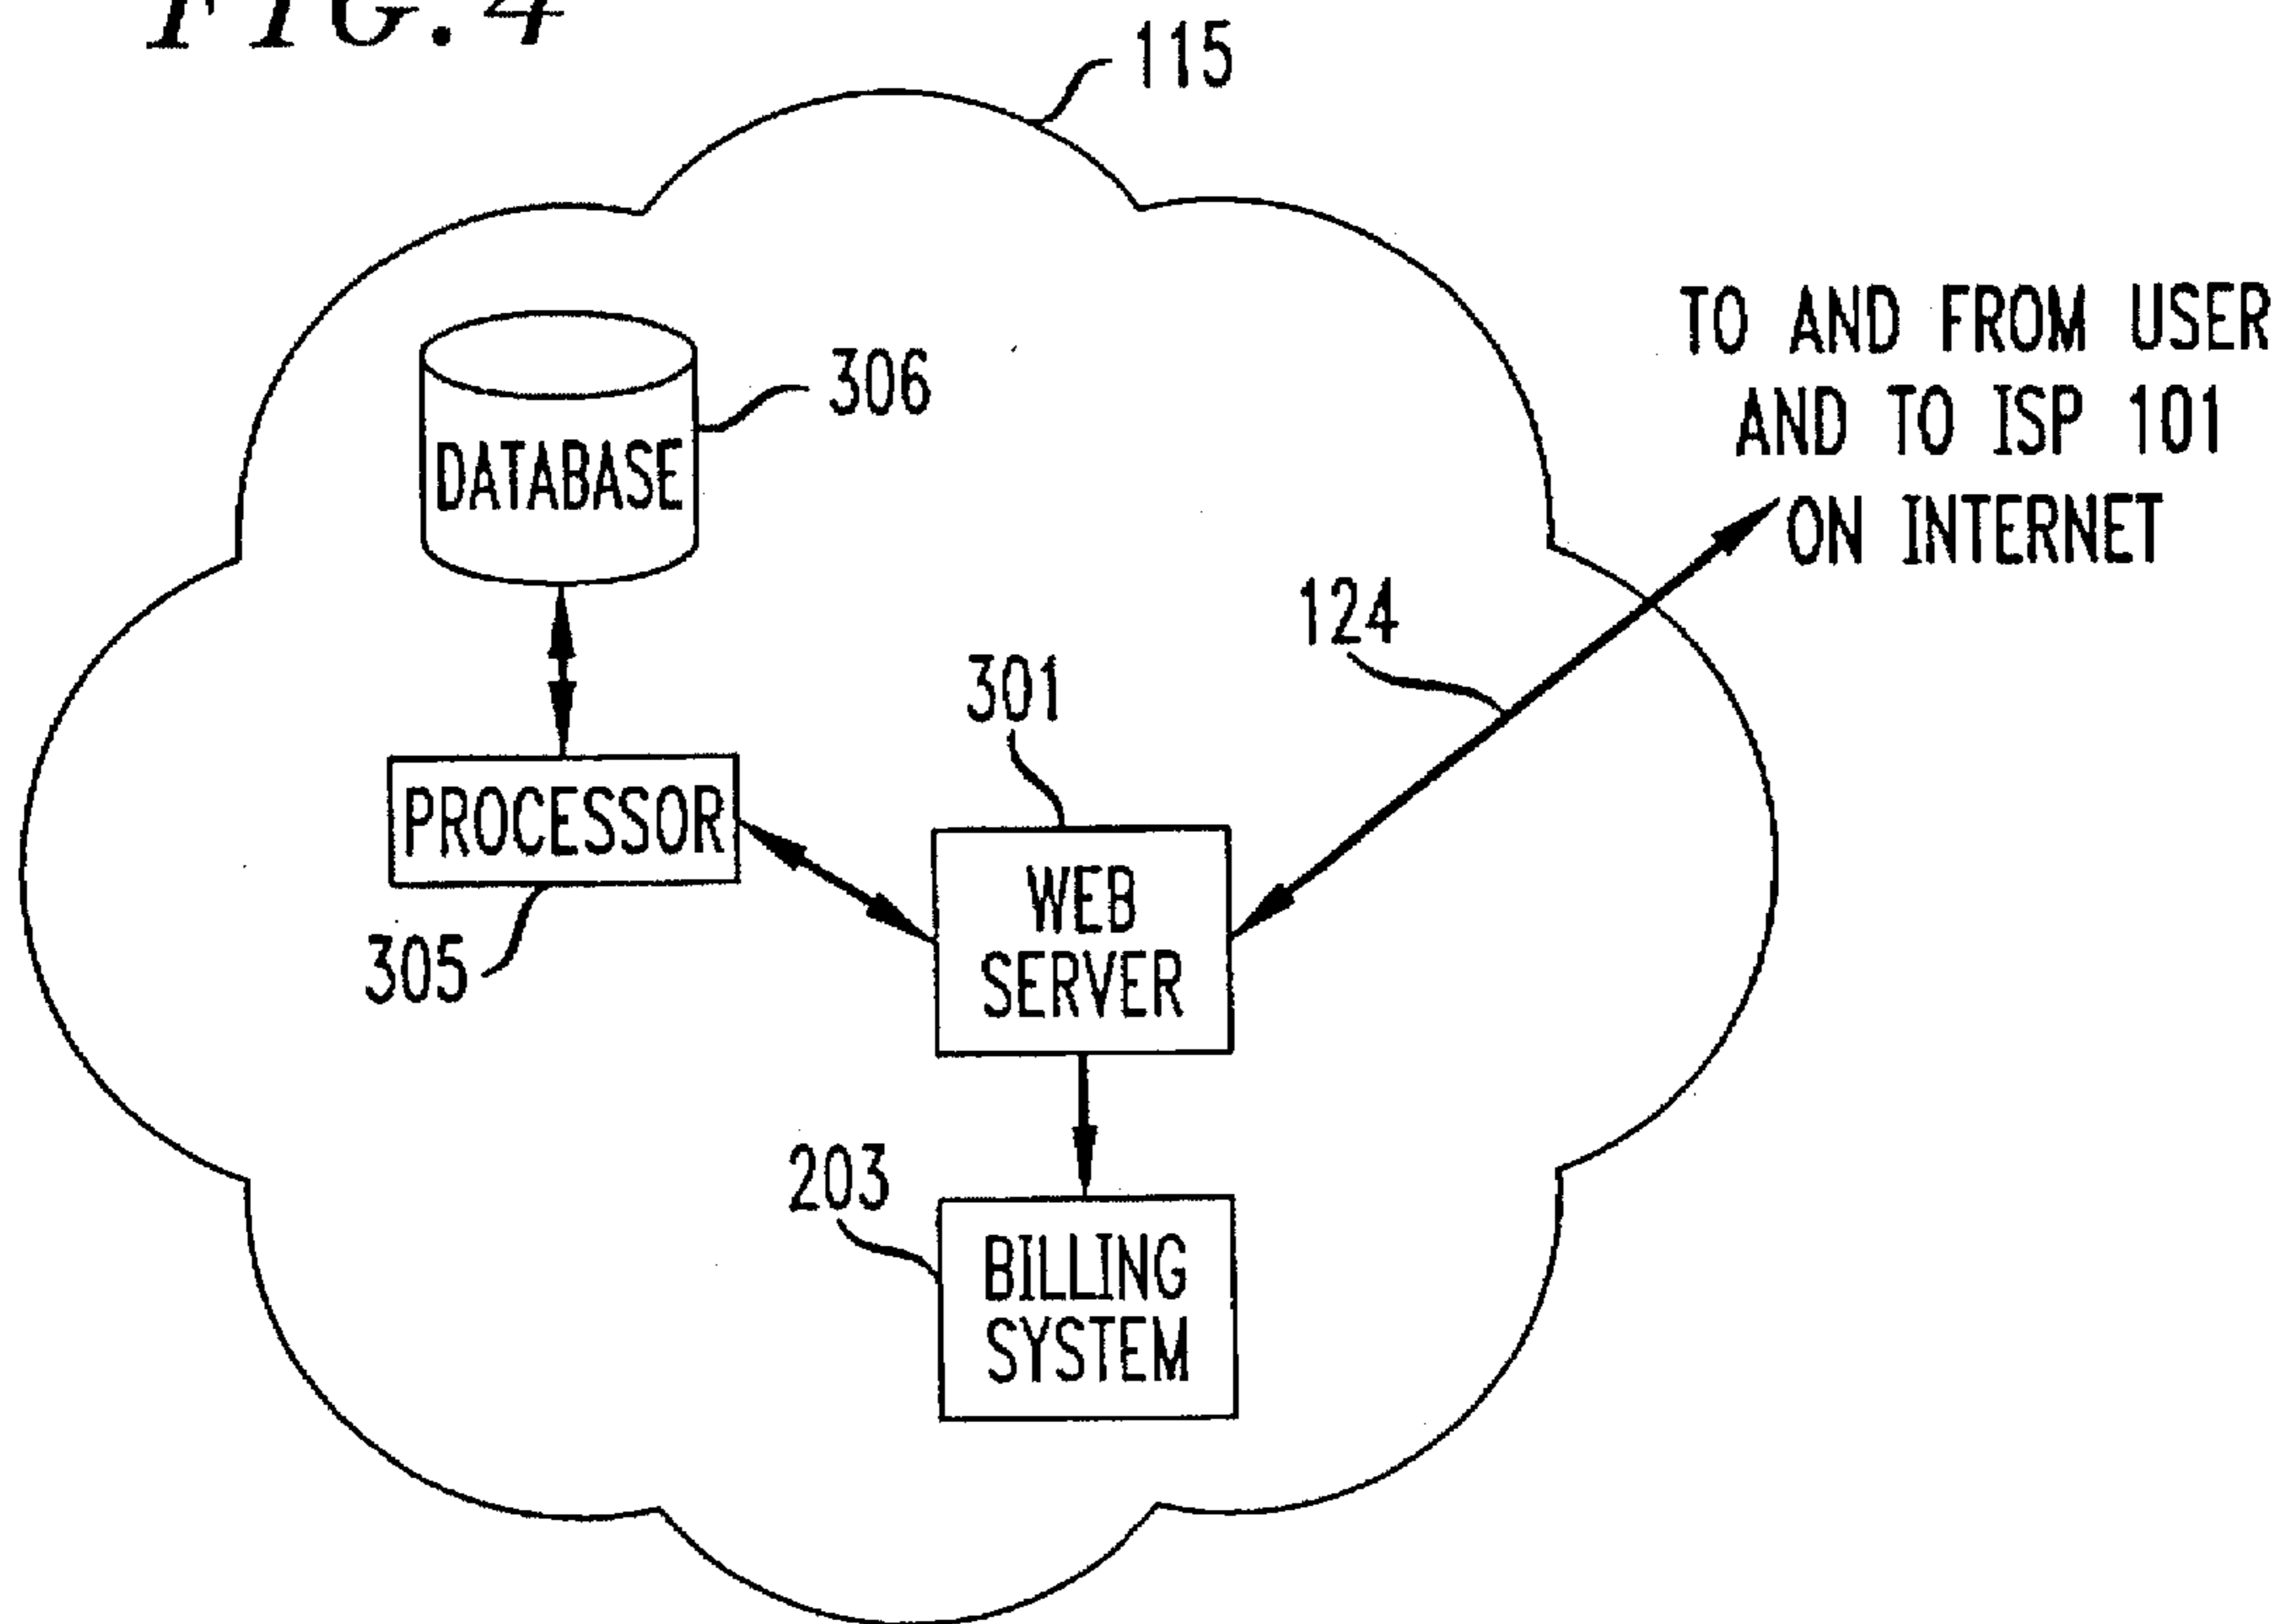 FIG. 4
115
TO AND FROM USER
AND TO ISP 101
ON INTERNET
306
DATABASE
124
301
PROCESSOR
WEB
SERVER
305
203
BILLING
SYSTEM